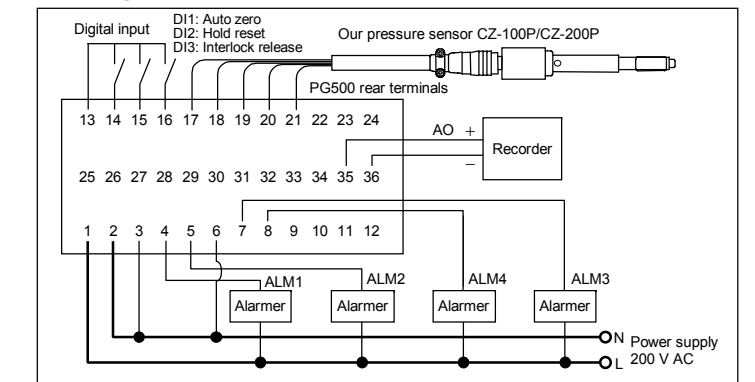 Digital input
DI1: Auto zero
DI2: Hold reset
DI3: Interlock release
Our pressure sensor CZ-100P/CZ-200P
PG500 rear terminals
13 14 15 16 17 18 19 20 21 22 23 24
AO +
−
Recorder
25 26 27 28 29 30 31 32 33 34 35 36
1 2 3 4 5 6 7 8 9 10 11 12
ALM1 ALM2 ALM4 ALM3
Alarmer Alarmer Alarmer Alarmer
N
L
Power supply
200 V AC